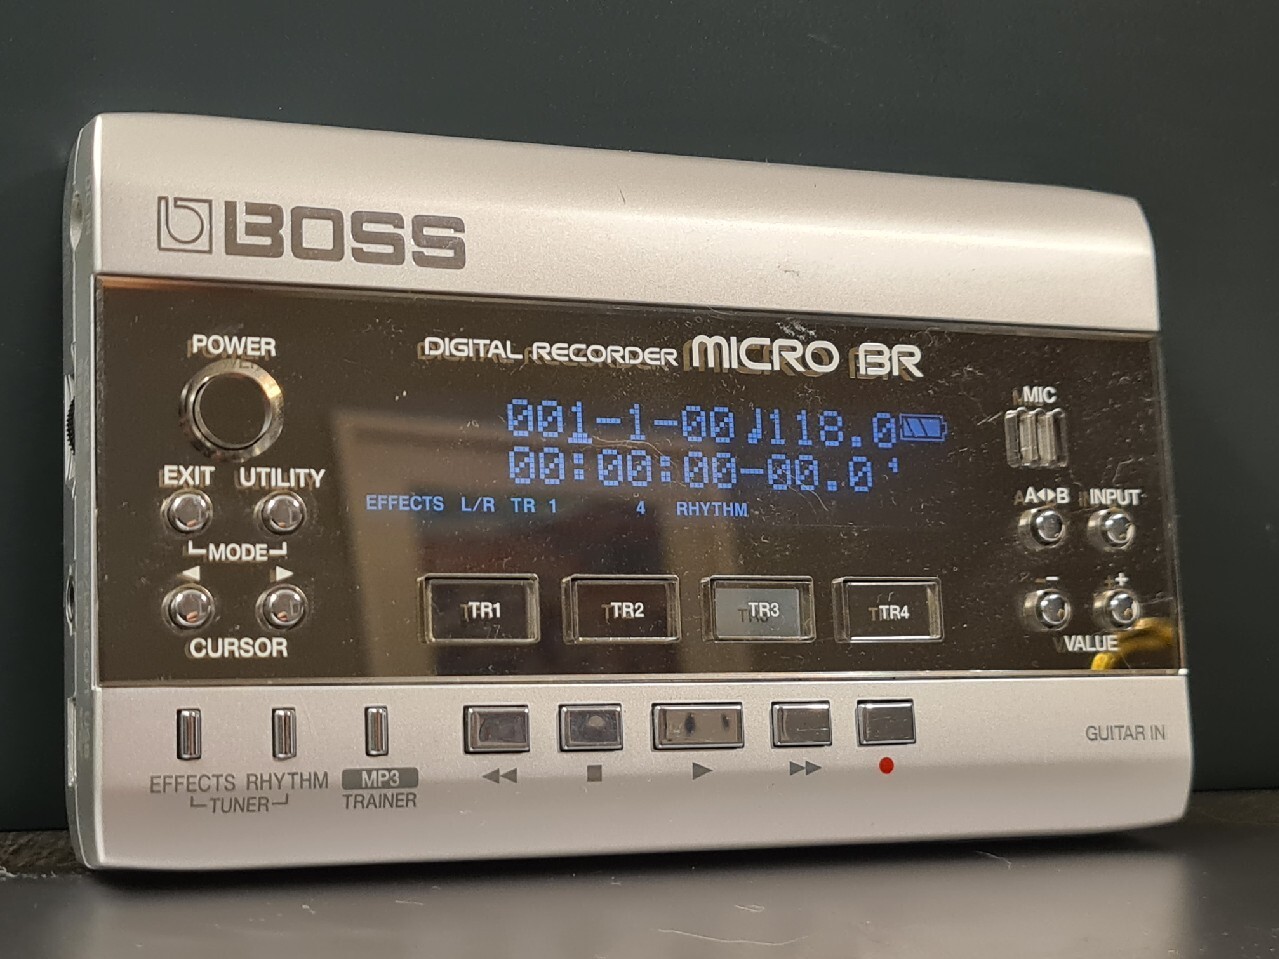 BOSS
POWER
DIGITAL RECORDER MICRO BR
MIC
001-1-00 ♩118.0
00:00:00-00.0 4
EFFECTS L/R TR 1 4 RHYTHM
EXIT UTILITY
A◄►B INPUT
MODE
◄ ►
CURSOR
TR1 TR2 TR3 TR4
- +
VALUE
GUITAR IN
EFFECTS RHYTHM
TUNER
MP3
TRAINER
◄◄ ■ ► ►► ●